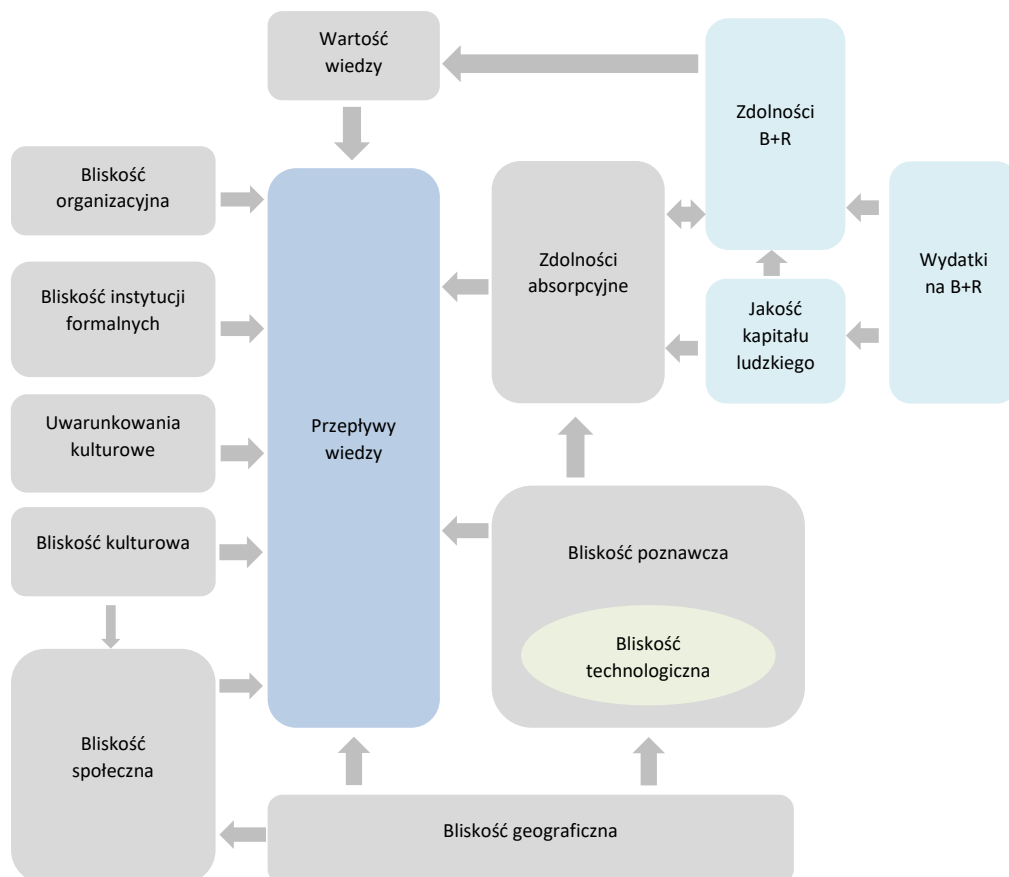 Wartość
wiedzy
Zdolności
B+R
Bliskość
organizacyjna
Zdolności
absorpcyjne
Wydatki
na B+R
Bliskość instytucji
formalnych
Jakość
kapitału
ludzkiego
Uwarunkowania
kulturowe
Przepływy
wiedzy
Bliskość kulturowa
Bliskość poznawcza
Bliskość
technologiczna
Bliskość
społeczna
Bliskość geograficzna